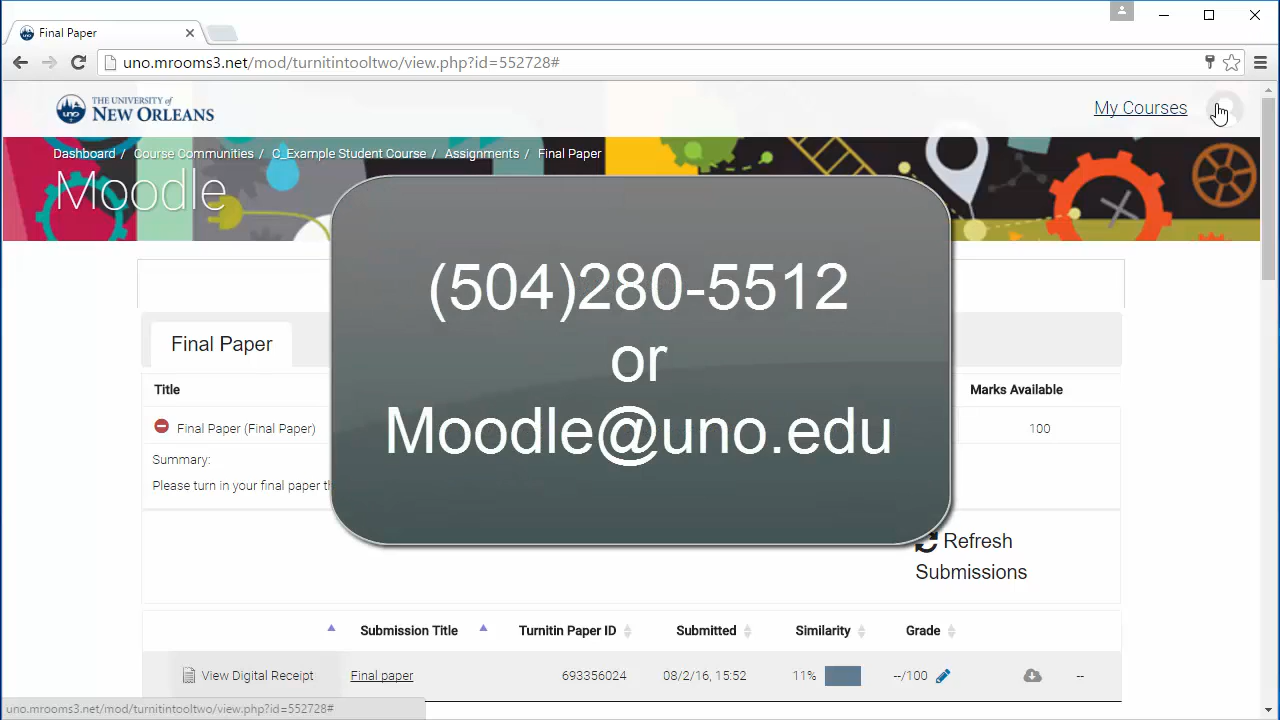 Final Paper
uno.mrooms3.net/mod/turnitintooltwo/view.php?id=552728#
THE UNIVERSITY of
NEW ORLEANS
uno
My Courses
Dashboard / Course Communities / C_Example Student Course / Assignments / Final Paper
Moodle
(504)280-5512
or
Moodle@uno.edu
Final Paper
Title
Marks Available
Final Paper (Final Paper)
100
Summary:
Please turn in your final paper
Refresh
Submissions
Submission Title Turnitin Paper ID Submitted Similarity Grade
View Digital Receipt Final paper 693356024 08/2/16, 15:52 11% --/100 --
uno.mrooms3.net/mod/turnitintooltwo/view.php?id=552728#